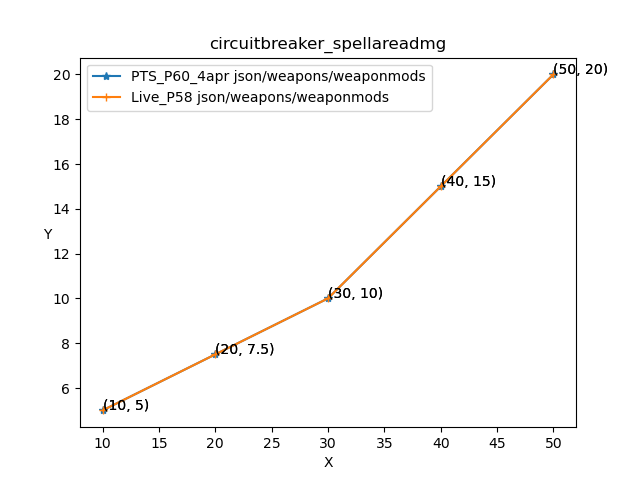 circuitbreaker_spellareadmg
PTS_P60_4apr json/weapons/weaponmods
Live_P58 json/weapons/weaponmods
(50, 20)
(40, 15)
(30, 10)
(20, 7.5)
(10, 5)
20
18
16
14
12
10
8
6
Y
10 15 20 25 30 35 40 45 50
X